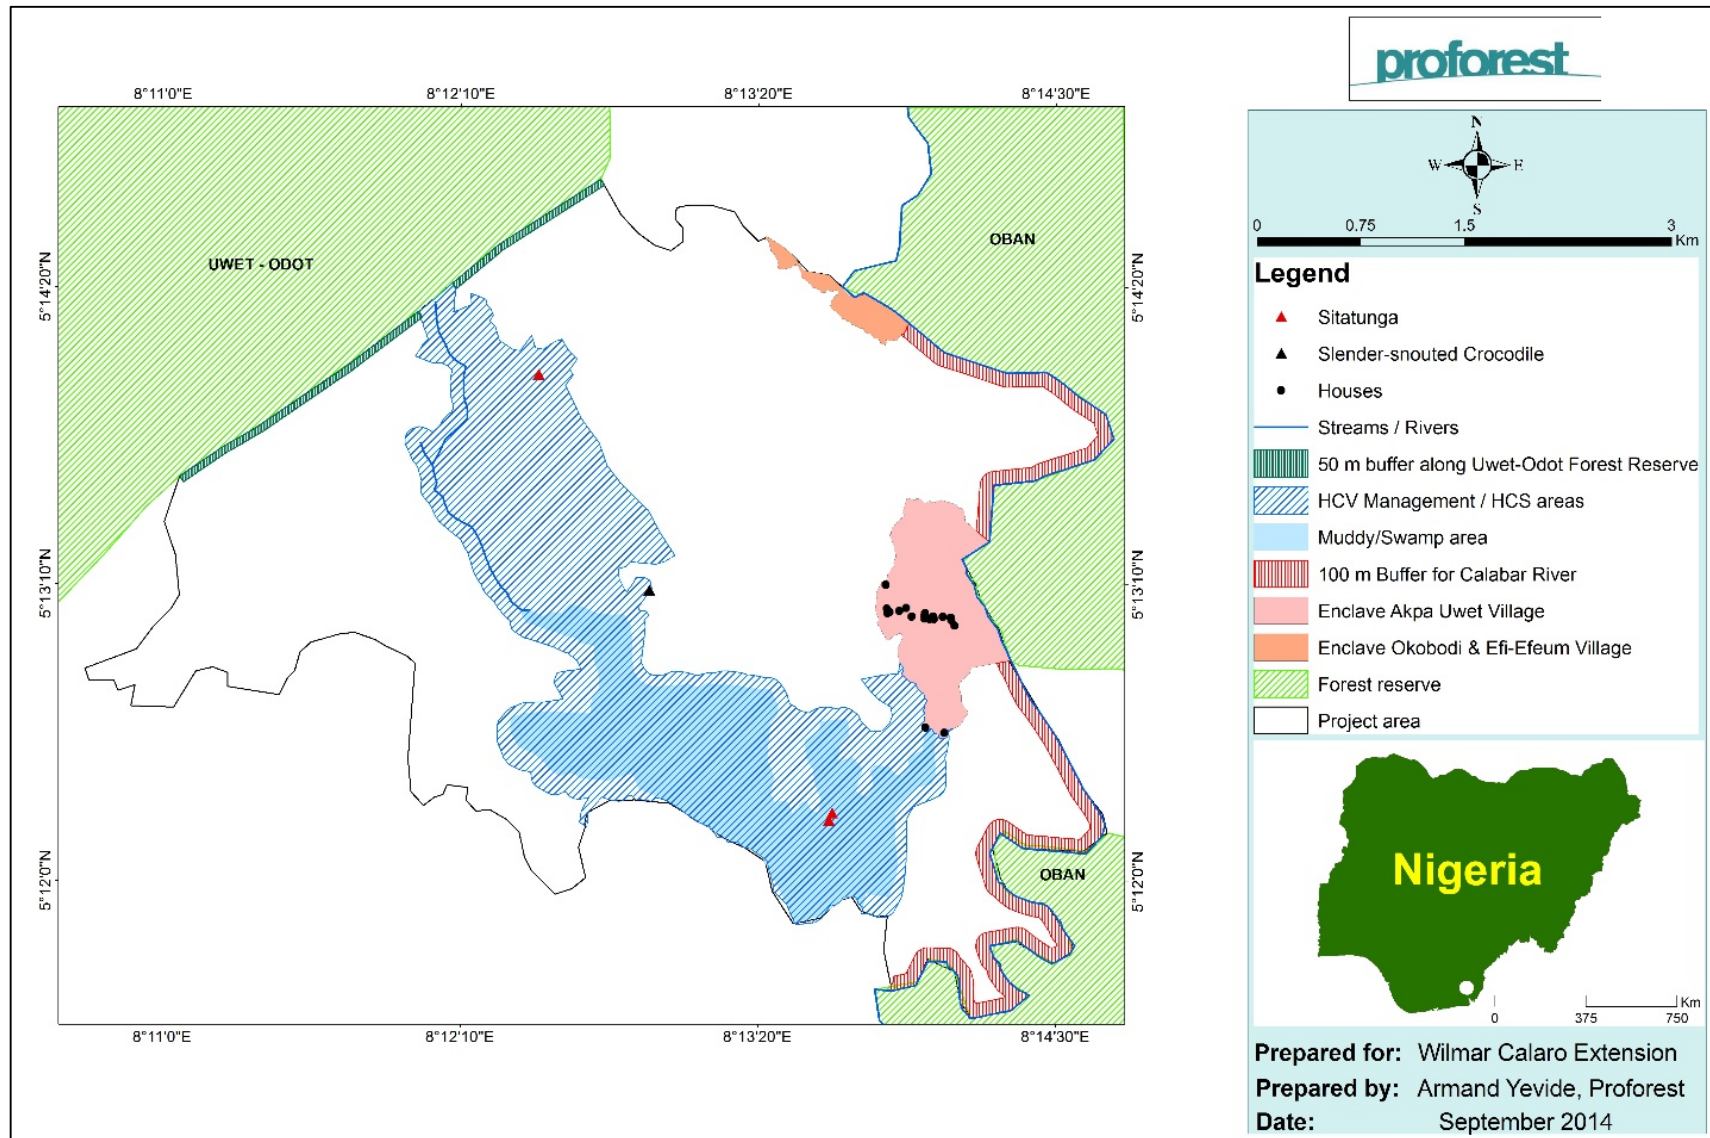 proforest
8°11'0"E
8°12'10"E
8°13'20"E
8°14'30"E
5°14'20"N
5°13'10"N
5°12'0"N
UWET - ODOT
OBAN
OBAN
5°14'20"N
5°13'10"N
5°12'0"N
8°11'0"E
8°12'10"E
8°13'20"E
8°14'30"E
N
W E
S
0 0.75 1.5 3
Km
Legend
Sitatunga
Slender-snouted Crocodile
Houses
Streams / Rivers
50 m buffer along Uwet-Odot Forest Reserve
HCV Management / HCS areas
Muddy/Swamp area
100 m Buffer for Calabar River
Enclave Akpa Uwet Village
Enclave Okobodi & Efi-Efeum Village
Forest reserve
Project area
Nigeria
Km
0 375 750
Prepared for: Wilmar Calaro Extension
Prepared by: Armand Yevide, Proforest
Date: September 2014